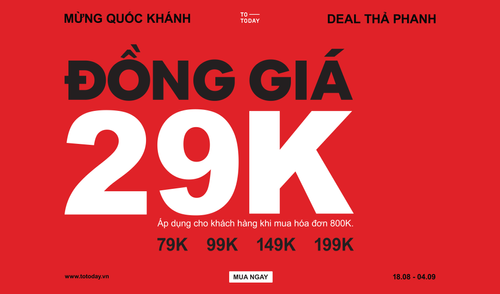 MỪNG QUỐC KHÁNH
TO
TODAY
DEAL THẢ PHANH
ĐỒNG GIÁ
29K
Áp dụng cho khách hàng khi mua hóa đơn 800K.
79K 99K 149K 199K
www.totoday.vn
MUA NGAY
18.08 - 04.09